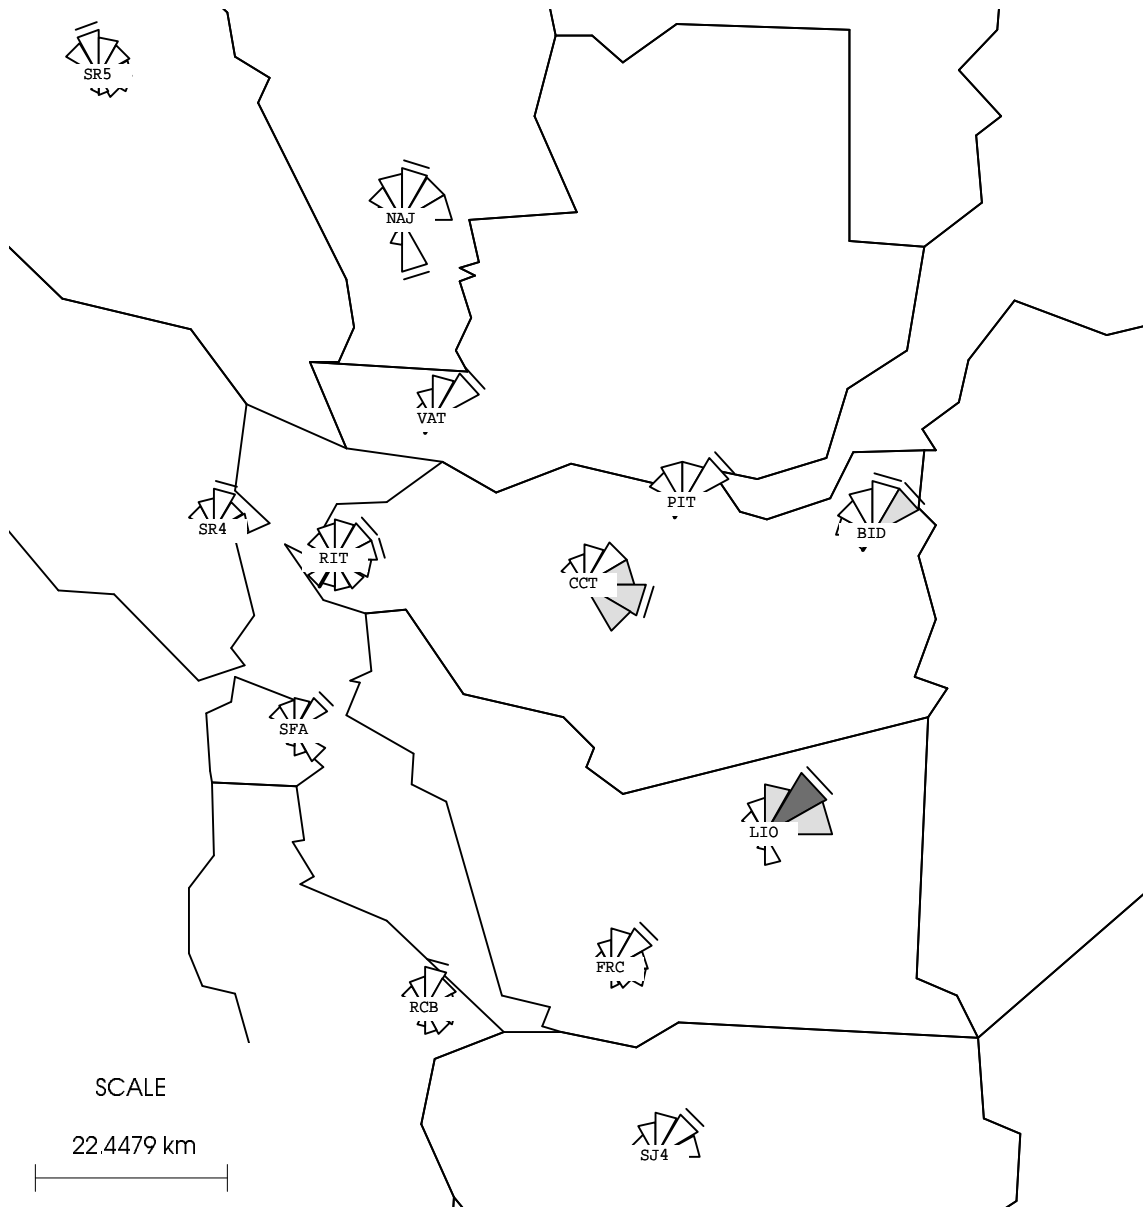 SR5
NAJ
VAT
PIT
SR4
BID
RIT
CCT
SFA
LIO
FRC
RCB
SCALE
22.4479 km
SJ4